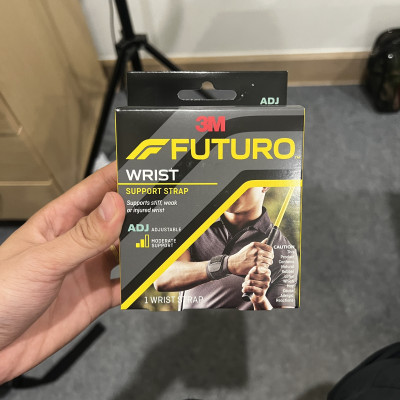 ADJ
3M
FUTURO
WRIST
SUPPORT STRAP
Supports stiff, weak
or injured wrist
ADJ ADJUSTABLE
MODERATE
SUPPORT
CAUTION
1 WRIST STRAP